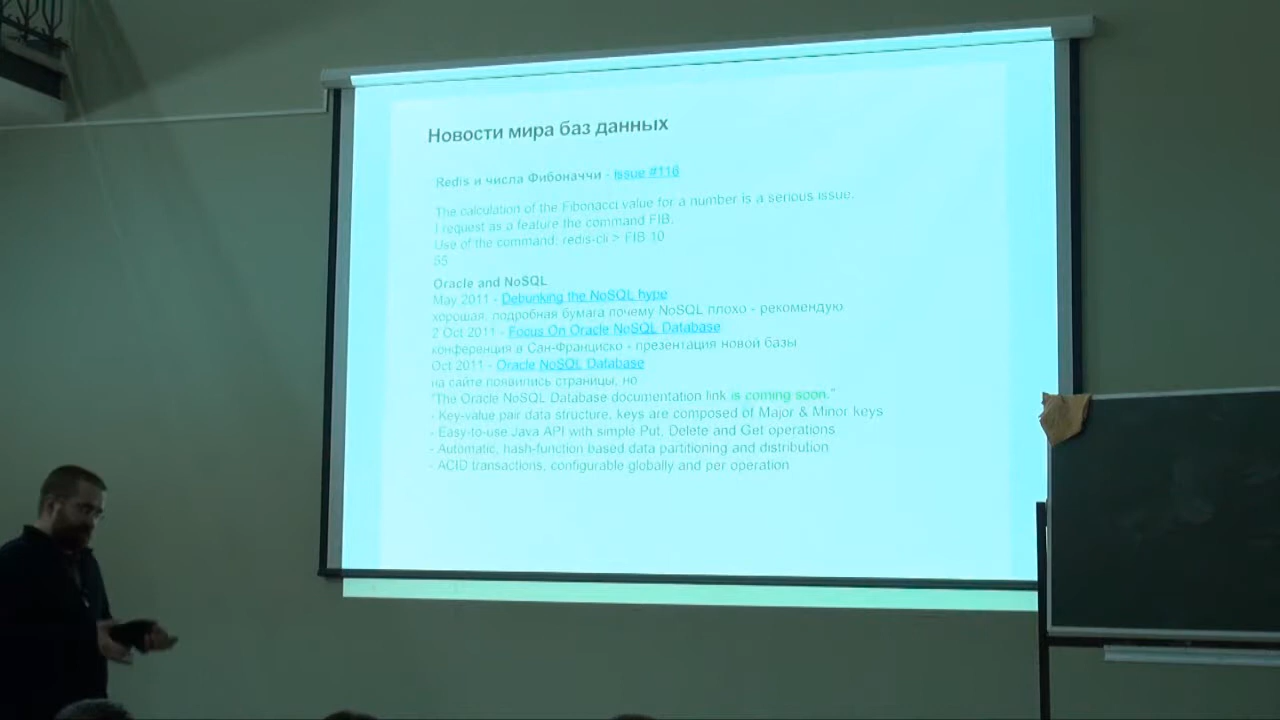 Новости мира баз данных
Redis и числа Фибоначчи - issue #116
The calculation of the Fibonacci value for a number is a serious issue.
I request as a feature the command FIB.
Use of the command: redis-cli > FIB 10
55
Oracle and NoSQL
May 2011 - Debunking the NoSQL hype
хорошая, подробная бумага почему NoSQL плохо - рекомендую
2 Oct 2011 - Focus On Oracle NoSQL Database
конференция в Сан-Франциско - презентация новой базы
Oct 2011 - Oracle NoSQL Database
на сайте появились страницы, но
"The Oracle NoSQL Database documentation link is coming soon."
- Key-value pair data structure, keys are composed of Major & Minor keys
- Easy-to-use Java API with simple Put, Delete and Get operations
- Automatic, hash-function based data partitioning and distribution
- ACID transactions, configurable globally and per operation